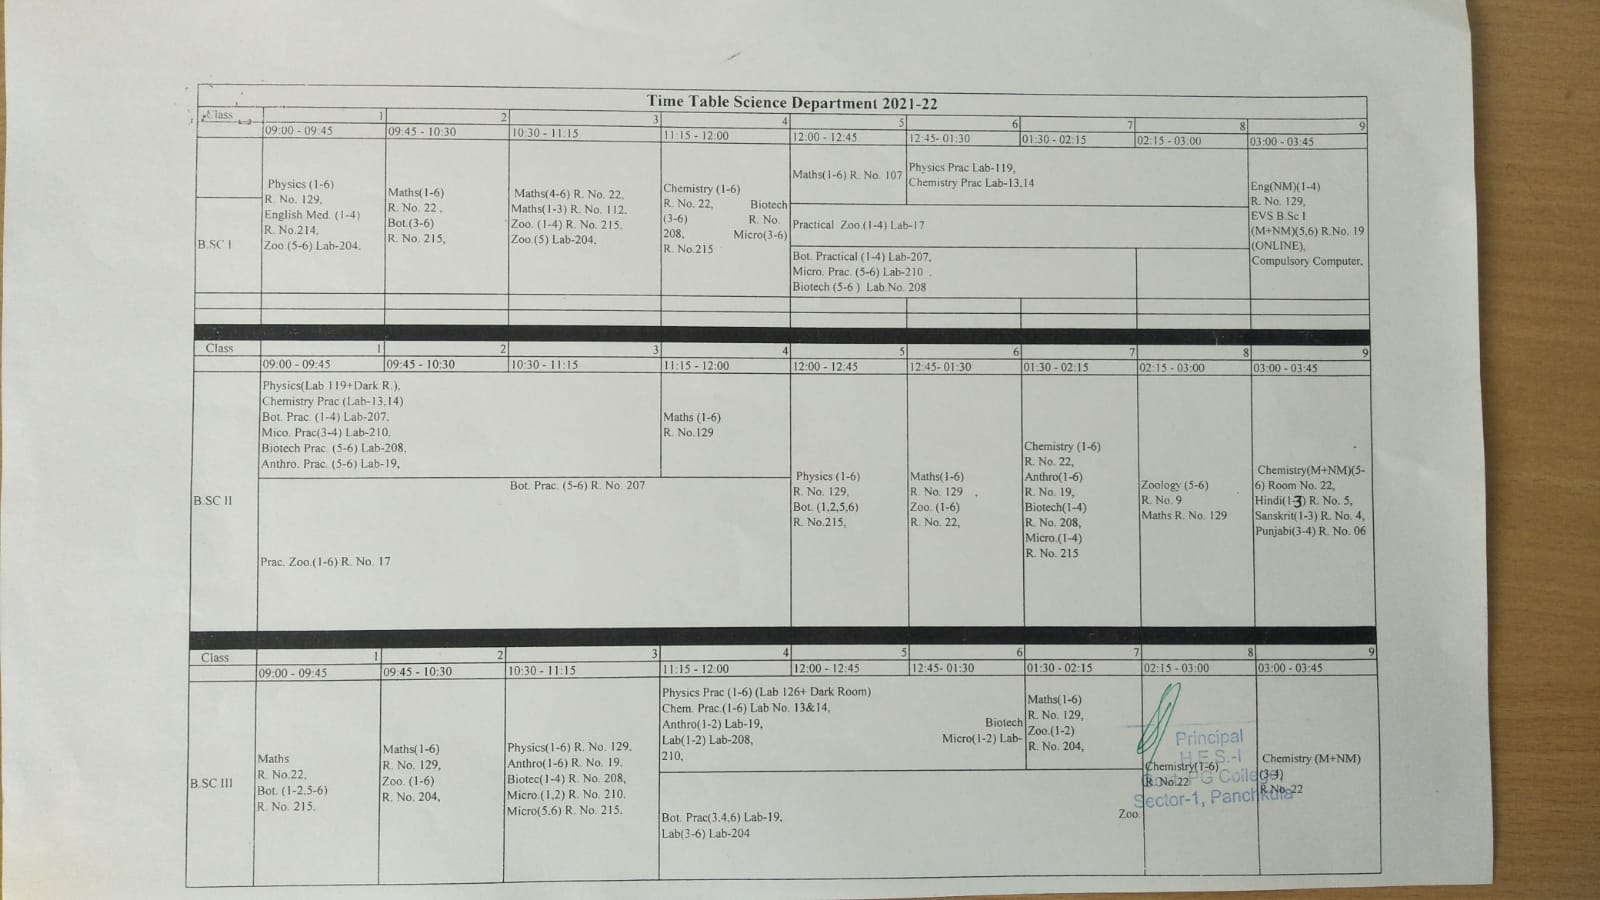 Time Table Science Department 2021-22
Class 1 2 3 4 5 6 7 8 9
09:00 - 09:45 09:45 - 10:30 10:30 - 11:15 11:15 - 12:00 12:00 - 12:45 12:45- 01:30 01:30 - 02:15 02:15 - 03:00 03:00 - 03:45
B.SC I
Physics (1-6)
R. No. 129,
English Med. (1-4)
R. No.214,
Zoo.(5-6) Lab-204.
Maths(1-6)
R. No. 22 ,
Bot.(3-6)
R. No. 215,
Maths(4-6) R. No. 22,
Maths(1-3) R. No. 112,
Zoo. (1-4) R. No. 215,
Zoo.(5) Lab-204,
Chemistry (1-6)
R. No. 22, Biotech
(3-6) R. No.
208, Micro(3-6)
R. No.215
Maths(1-6) R. No. 107
Physics Prac Lab-119,
Chemistry Prac Lab-13,14
Practical Zoo.(1-4) Lab-17
Bot. Practical (1-4) Lab-207,
Micro. Prac. (5-6) Lab-210 .
Biotech (5-6 ) Lab.No. 208
Eng(NM)(1-4)
R. No. 129,
EVS B.Sc I
(M+NM)(5,6) R.No. 19
(ONLINE),
Compulsory Computer,
Class 1 2 3 4 5 6 7 8 9
09:00 - 09:45 09:45 - 10:30 10:30 - 11:15 11:15 - 12:00 12:00 - 12:45 12:45- 01:30 01:30 - 02:15 02:15 - 03:00 03:00 - 03:45
B.SC II
Physics(Lab 119+Dark R.),
Chemistry Prac (Lab-13,14)
Bot. Prac. (1-4) Lab-207,
Mico. Prac(3-4) Lab-210,
Biotech Prac. (5-6) Lab-208,
Anthro. Prac. (5-6) Lab-19,
Maths (1-6)
R. No.129
Bot. Prac. (5-6) R. No. 207
Prac. Zoo.(1-6) R. No. 17
Physics (1-6)
R. No. 129,
Bot. (1,2,5,6)
R. No.215,
Maths(1-6)
R. No. 129 .
Zoo. (1-6)
R. No. 22,
Chemistry (1-6)
R. No. 22,
Anthro(1-6)
R. No. 19,
Biotech(1-4)
R. No. 208,
Micro.(1-4)
R. No. 215
Zoology (5-6)
R. No. 9
Maths R. No. 129
Chemistry(M+NM)(5-
6) Room No. 22,
Hindi(1-3) R. No. 5,
Sanskrit(1-3) R. No. 4,
Punjabi(3-4) R. No. 06
Class 1 2 3 4 5 6 7 8 9
09:00 - 09:45 09:45 - 10:30 10:30 - 11:15 11:15 - 12:00 12:00 - 12:45 12:45- 01:30 01:30 - 02:15 02:15 - 03:00 03:00 - 03:45
B.SC III
Maths
R. No.22,
Bot. (1-2,5-6)
R. No. 215.
Maths(1-6)
R. No. 129,
Zoo. (1-6)
R. No. 204,
Physics(1-6) R. No. 129,
Anthro(1-6) R. No. 19,
Biotec(1-4) R. No. 208,
Micro.(1,2) R. No. 210.
Micro(5.6) R. No. 215.
Physics Prac (1-6) (Lab 126+ Dark Room)
Chem. Prac.(1-6) Lab No. 13&14,
Anthro(1-2) Lab-19, Biotech
Lab(1-2) Lab-208, Micro(1-2) Lab-
210,
Bot. Prac(3.4,6) Lab-19, Zoo.
Lab(3-6) Lab-204
Maths(1-6)
R. No. 129,
Zoo.(1-2)
R. No. 204,
Chemistry(1-6)
R. No.22
Chemistry (M+NM)
(3-4)
R.No. 22
Principal
H.E.S.-I
Govt. PG College
Sector-1, Panchkula